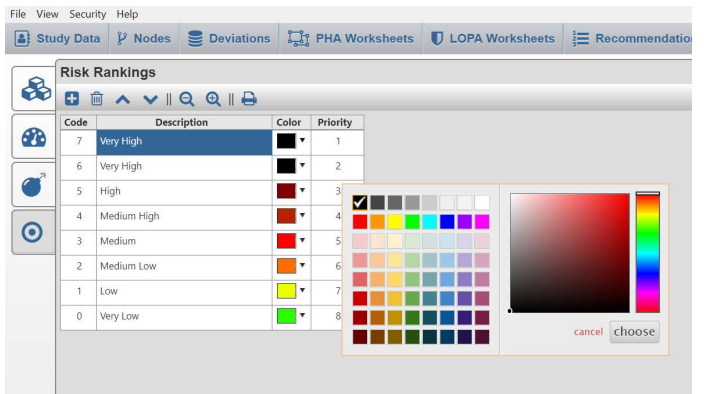 File View Security Help
Study Data Nodes Deviations PHA Worksheets LOPA Worksheets Recommendatio
Risk Rankings
Code Description Color Priority
7 Very High 1
6 Very High 2
5 High 3
4 Medium High 4
3 Medium 5
2 Medium Low 6
1 Low 7
0 Very Low 8
cancel choose